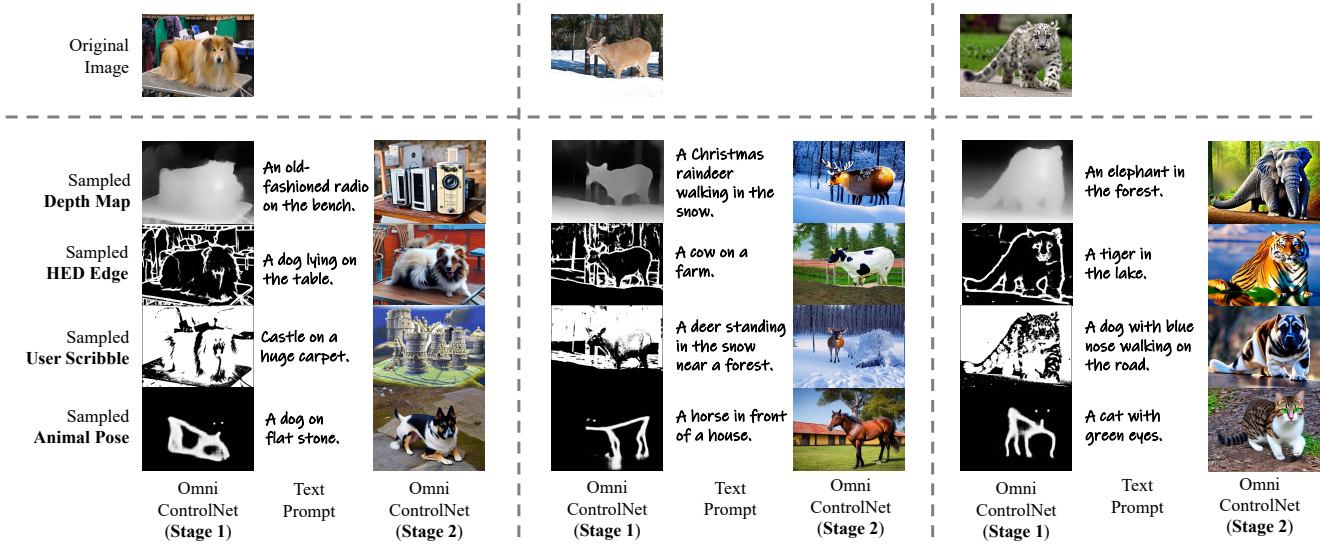 Original
Image
Sampled
Depth Map
An old-
fashioned radio
on the bench.
A Christmas
raindeer
walking in the
snow.
An elephant in
the forest.
Sampled
HED Edge
A dog lying on
the table.
A cow on a
farm.
A tiger in
the lake.
Sampled
User Scribble
Castle on a
huge carpet.
A deer standing
in the snow
near a forest.
A dog with blue
nose walking on
the road.
Sampled
Animal Pose
A dog on
flat stone.
A horse in front
of a house.
A cat with
green eyes.
Omni
ControlNet
(Stage 1)
Text
Prompt
Omni
ControlNet
(Stage 2)
Omni
ControlNet
(Stage 1)
Text
Prompt
Omni
ControlNet
(Stage 2)
Omni
ControlNet
(Stage 1)
Text
Prompt
Omni
ControlNet
(Stage 2)